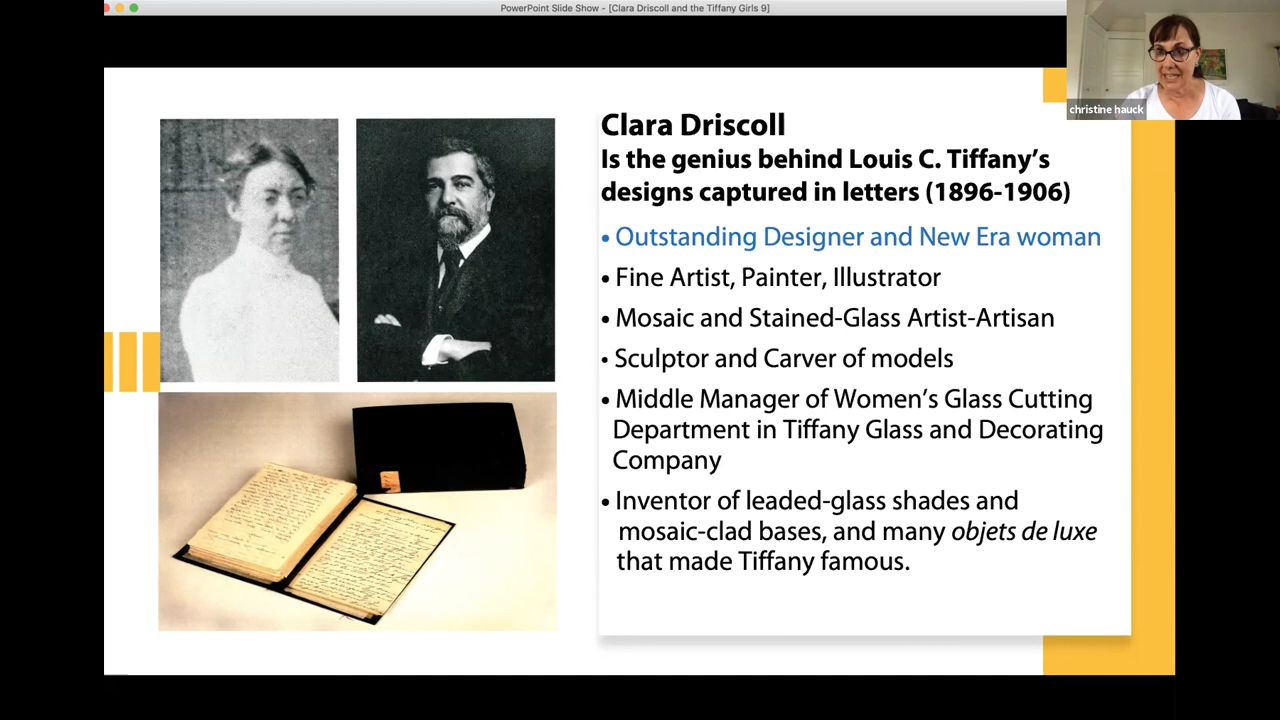 PowerPoint Slide Show - [Clara Driscoll and the Tiffany Girls 9]
christine hauck
Clara Driscoll
Is the genius behind Louis C. Tiffany's
designs captured in letters (1896-1906)
• Outstanding Designer and New Era woman
• Fine Artist, Painter, Illustrator
• Mosaic and Stained-Glass Artist-Artisan
• Sculptor and Carver of models
• Middle Manager of Women's Glass Cutting
Department in Tiffany Glass and Decorating
Company
• Inventor of leaded-glass shades and
mosaic-clad bases, and many objets de luxe
that made Tiffany famous.